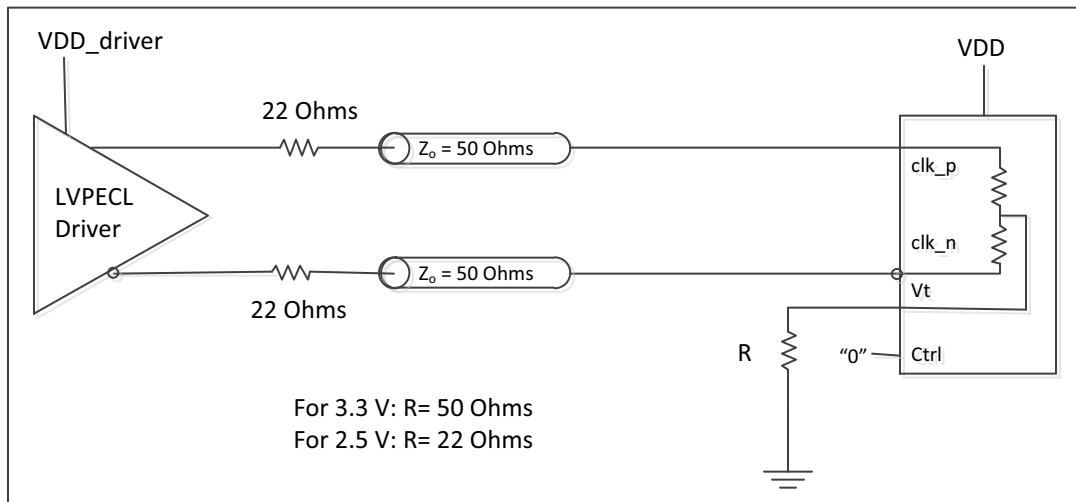 VDD_driver
VDD
22 Ohms
Zo = 50 Ohms
clk_p
LVPECL
Driver
clk_n
Zo = 50 Ohms
Vt
22 Ohms
R
“0”
Ctrl
For 3.3 V: R= 50 Ohms
For 2.5 V: R= 22 Ohms